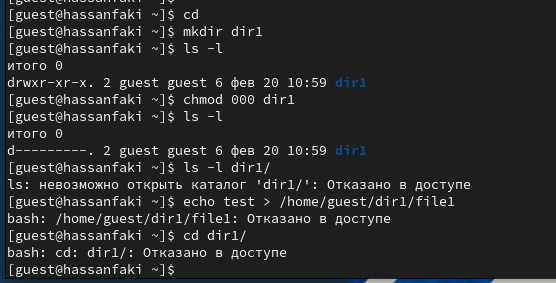 [guest@hassanfaki ~]$ cd
[guest@hassanfaki ~]$ mkdir dir1
[guest@hassanfaki ~]$ ls -l
итого 0
drwxr-xr-x. 2 guest guest 6 фев 20 10:59 dir1
[guest@hassanfaki ~]$ chmod 000 dir1
[guest@hassanfaki ~]$ ls -l
итого 0
d---------. 2 guest guest 6 фев 20 10:59 dir1
[guest@hassanfaki ~]$ ls -l dir1/
ls: невозможно открыть каталог 'dir1/': Отказано в доступе
[guest@hassanfaki ~]$ echo test > /home/guest/dir1/file1
bash: /home/guest/dir1/file1: Отказано в доступе
[guest@hassanfaki ~]$ cd dir1/
bash: cd: dir1/: Отказано в доступе
[guest@hassanfaki ~]$